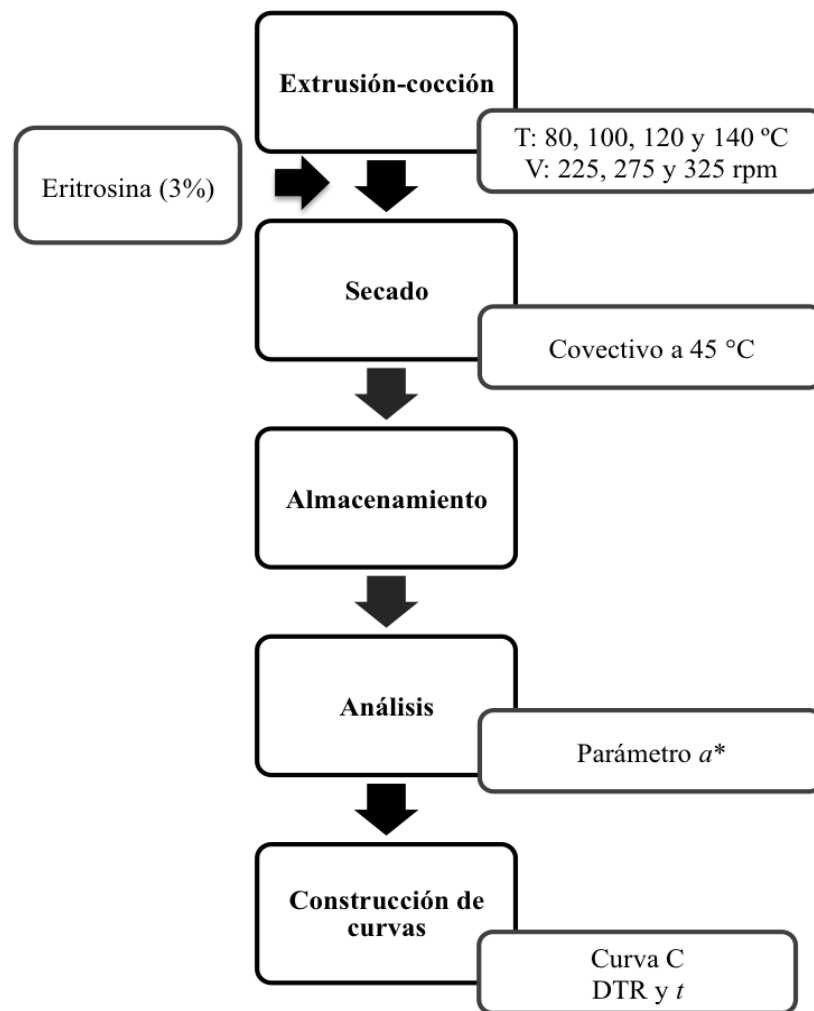 Extrusión-cocción
T: 80, 100, 120 y 140 ºC
V: 225, 275 y 325 rpm
Eritrosina (3%)
Secado
Covectivo a 45 °C
Almacenamiento
Análisis
Parámetro a*
Construcción de
curvas
Curva C
DTR y t